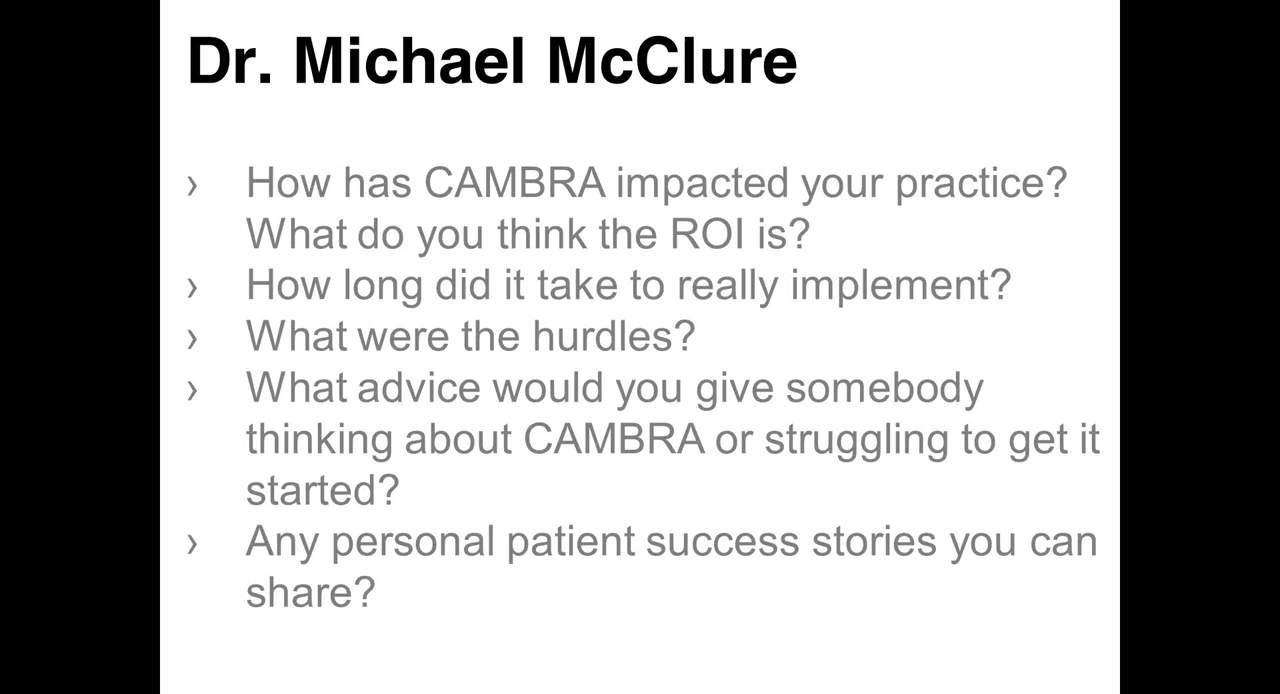 Dr. Michael McClure
› How has CAMBRA impacted your practice?
What do you think the ROI is?
› How long did it take to really implement?
› What were the hurdles?
› What advice would you give somebody
thinking about CAMBRA or struggling to get it
started?
› Any personal patient success stories you can
share?